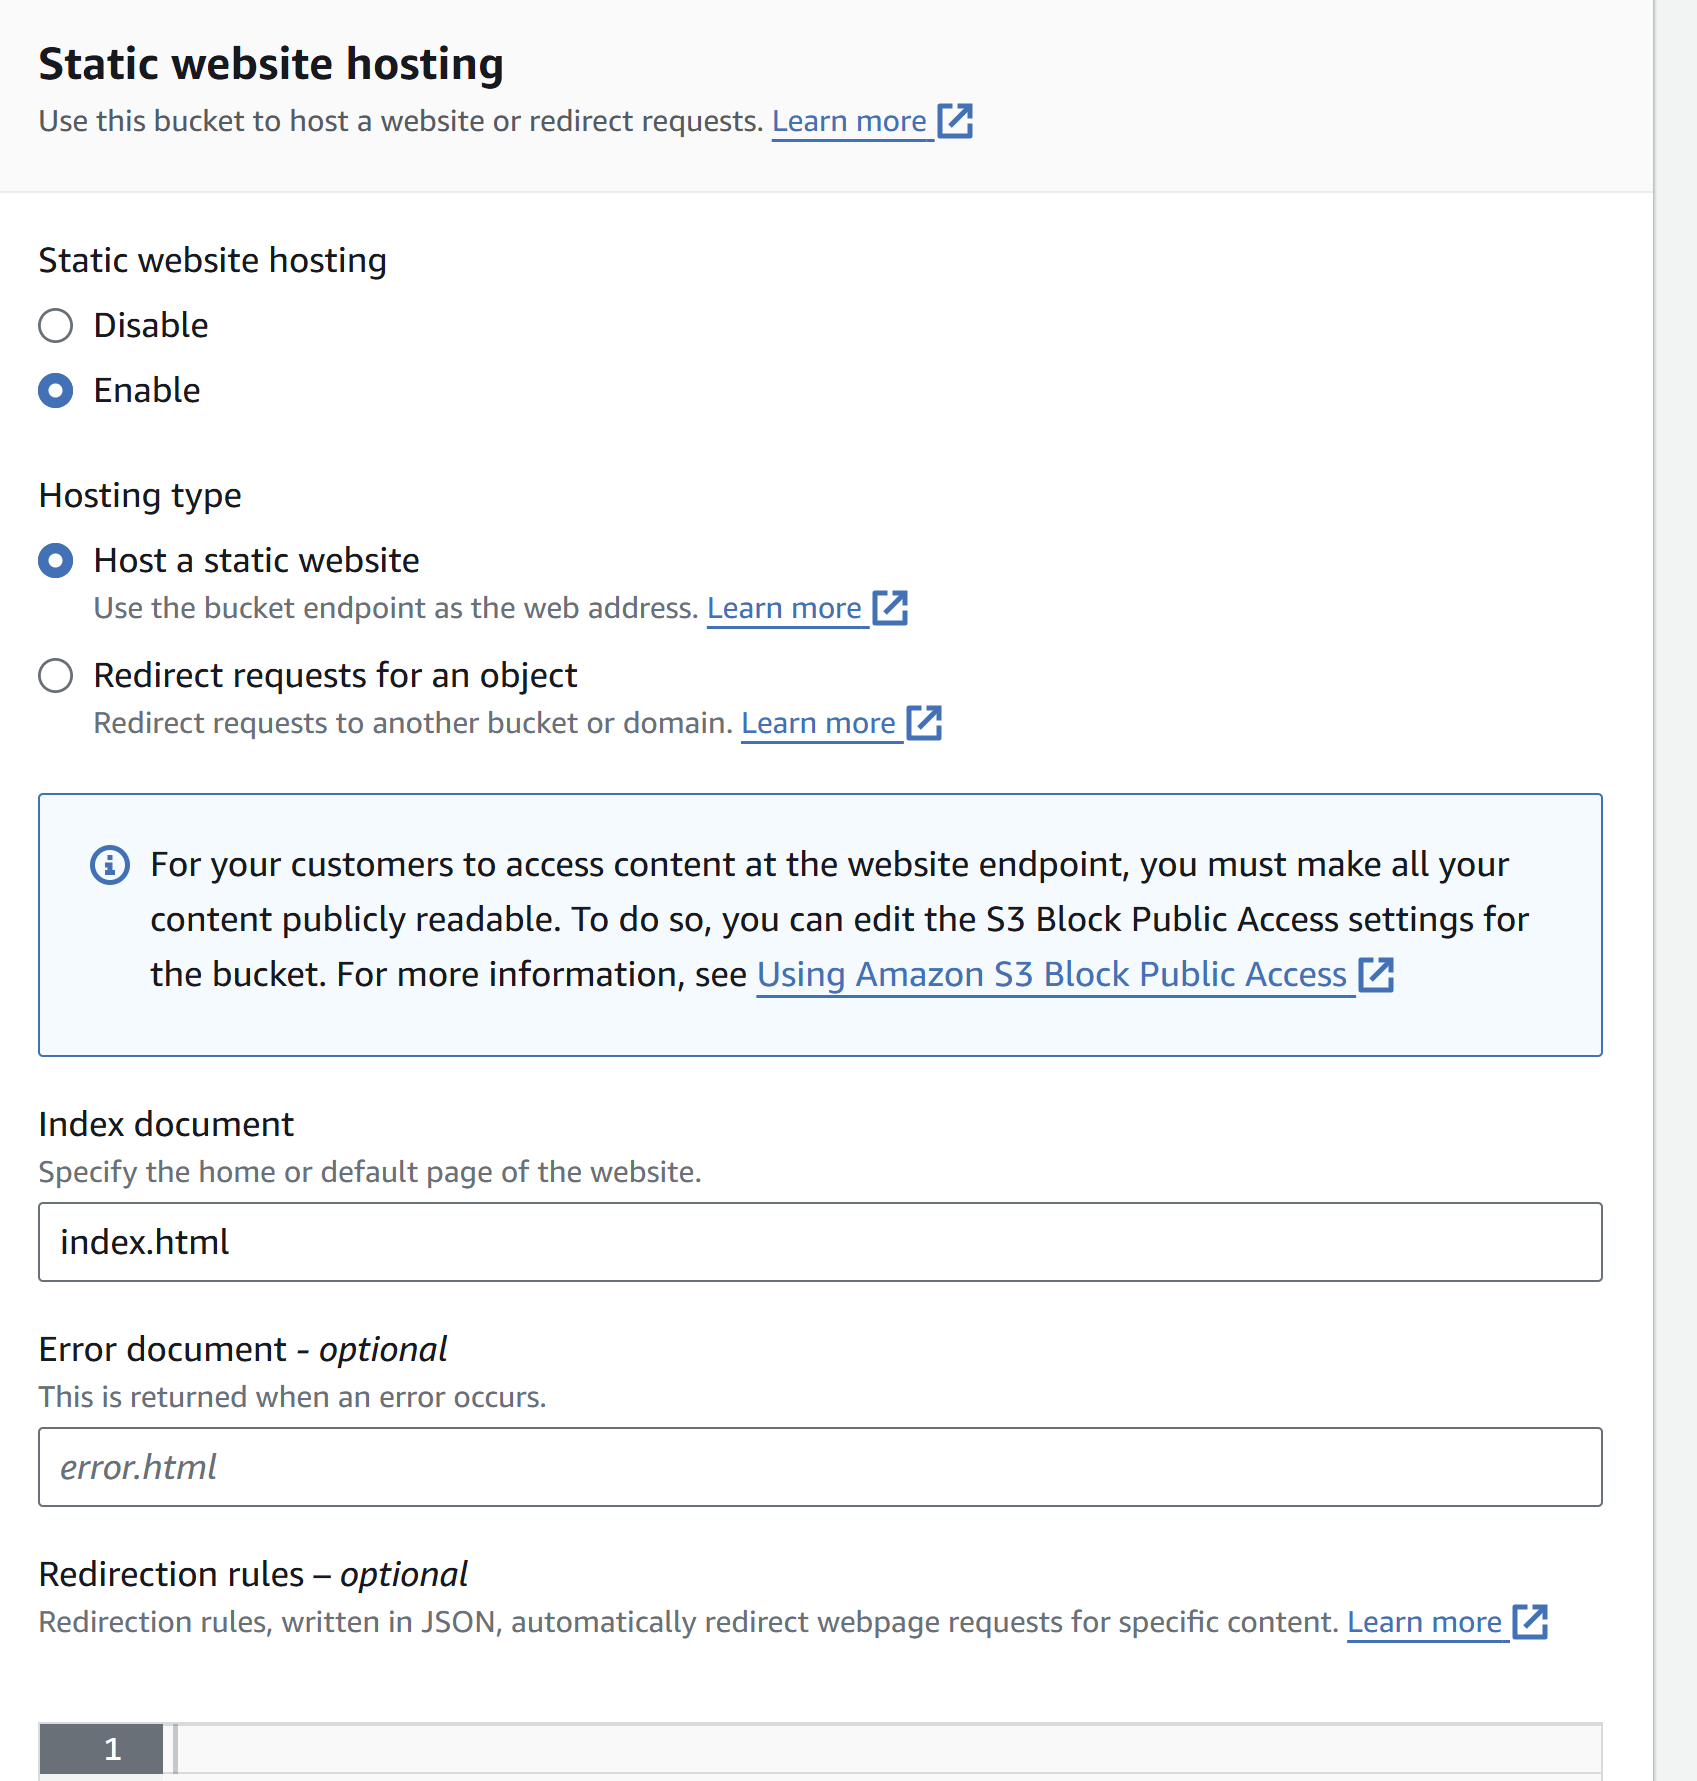 Static website hosting
Use this bucket to host a website or redirect requests. Learn more
Static website hosting
Disable
Enable
Hosting type
Host a static website
Use the bucket endpoint as the web address. Learn more
Redirect requests for an object
Redirect requests to another bucket or domain. Learn more
For your customers to access content at the website endpoint, you must make all your
content publicly readable. To do so, you can edit the S3 Block Public Access settings for
the bucket. For more information, see Using Amazon S3 Block Public Access
Index document
Specify the home or default page of the website.
index.html
Error document - optional
This is returned when an error occurs.
error.html
Redirection rules – optional
Redirection rules, written in JSON, automatically redirect webpage requests for specific content. Learn more
1